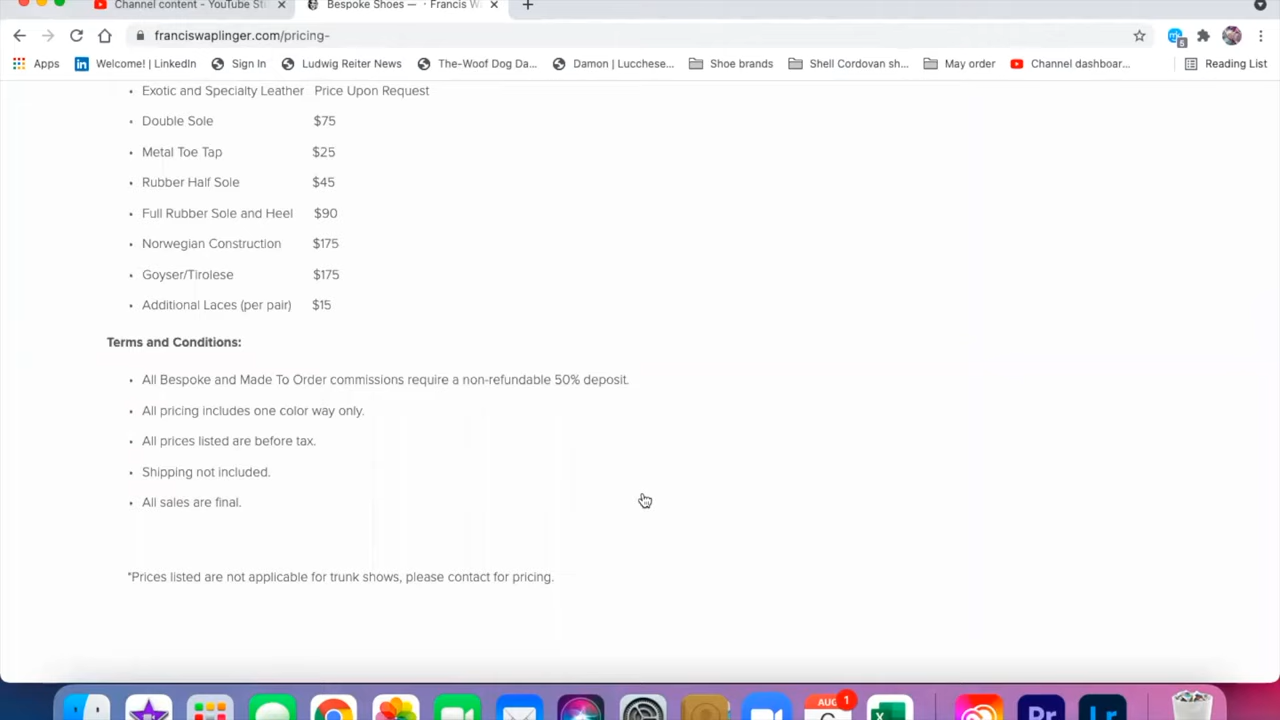 Channel content - YouTube St
Bespoke Shoes — · Francis W
franciswaplinger.com/pricing-
5
Apps
Welcome! | LinkedIn
Sign In
Ludwig Reiter News
The-Woof Dog Da...
Damon | Lucchese...
Shoe brands
Shell Cordovan sh...
May order
Channel dashboar...
Reading List
• Exotic and Specialty Leather Price Upon Request
• Double Sole $75
• Metal Toe Tap $25
• Rubber Half Sole $45
• Full Rubber Sole and Heel $90
• Norwegian Construction $175
• Goyser/Tirolese $175
• Additional Laces (per pair) $15
Terms and Conditions:
• All Bespoke and Made To Order commissions require a non-refundable 50% deposit.
• All pricing includes one color way only.
• All prices listed are before tax.
• Shipping not included.
• All sales are final.
*Prices listed are not applicable for trunk shows, please contact for pricing.
AUG
1
Pr
Lr